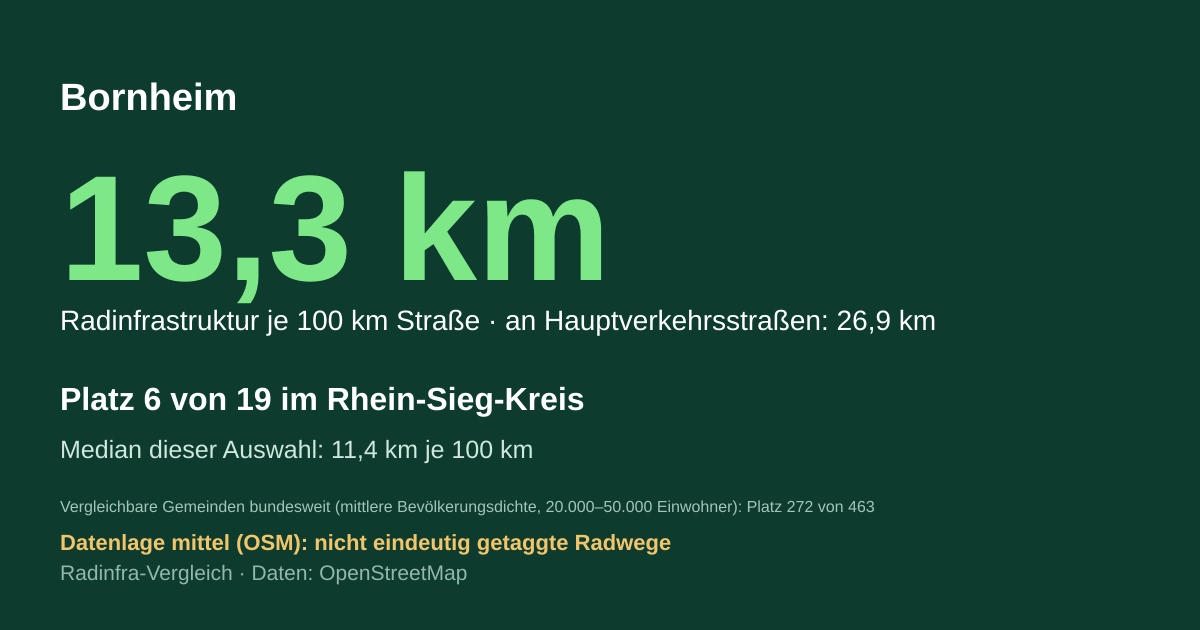 Bornheim
13,3 km
Radinfrastruktur je 100 km Straße · an Hauptverkehrsstraßen: 26,9 km
Platz 6 von 19 im Rhein-Sieg-Kreis
Median dieser Auswahl: 11,4 km je 100 km
Vergleichbare Gemeinden bundesweit (mittlere Bevölkerungsdichte, 20.000–50.000 Einwohner): Platz 272 von 463
Datenlage mittel (OSM): nicht eindeutig getaggte Radwege
Radinfra-Vergleich · Daten: OpenStreetMap